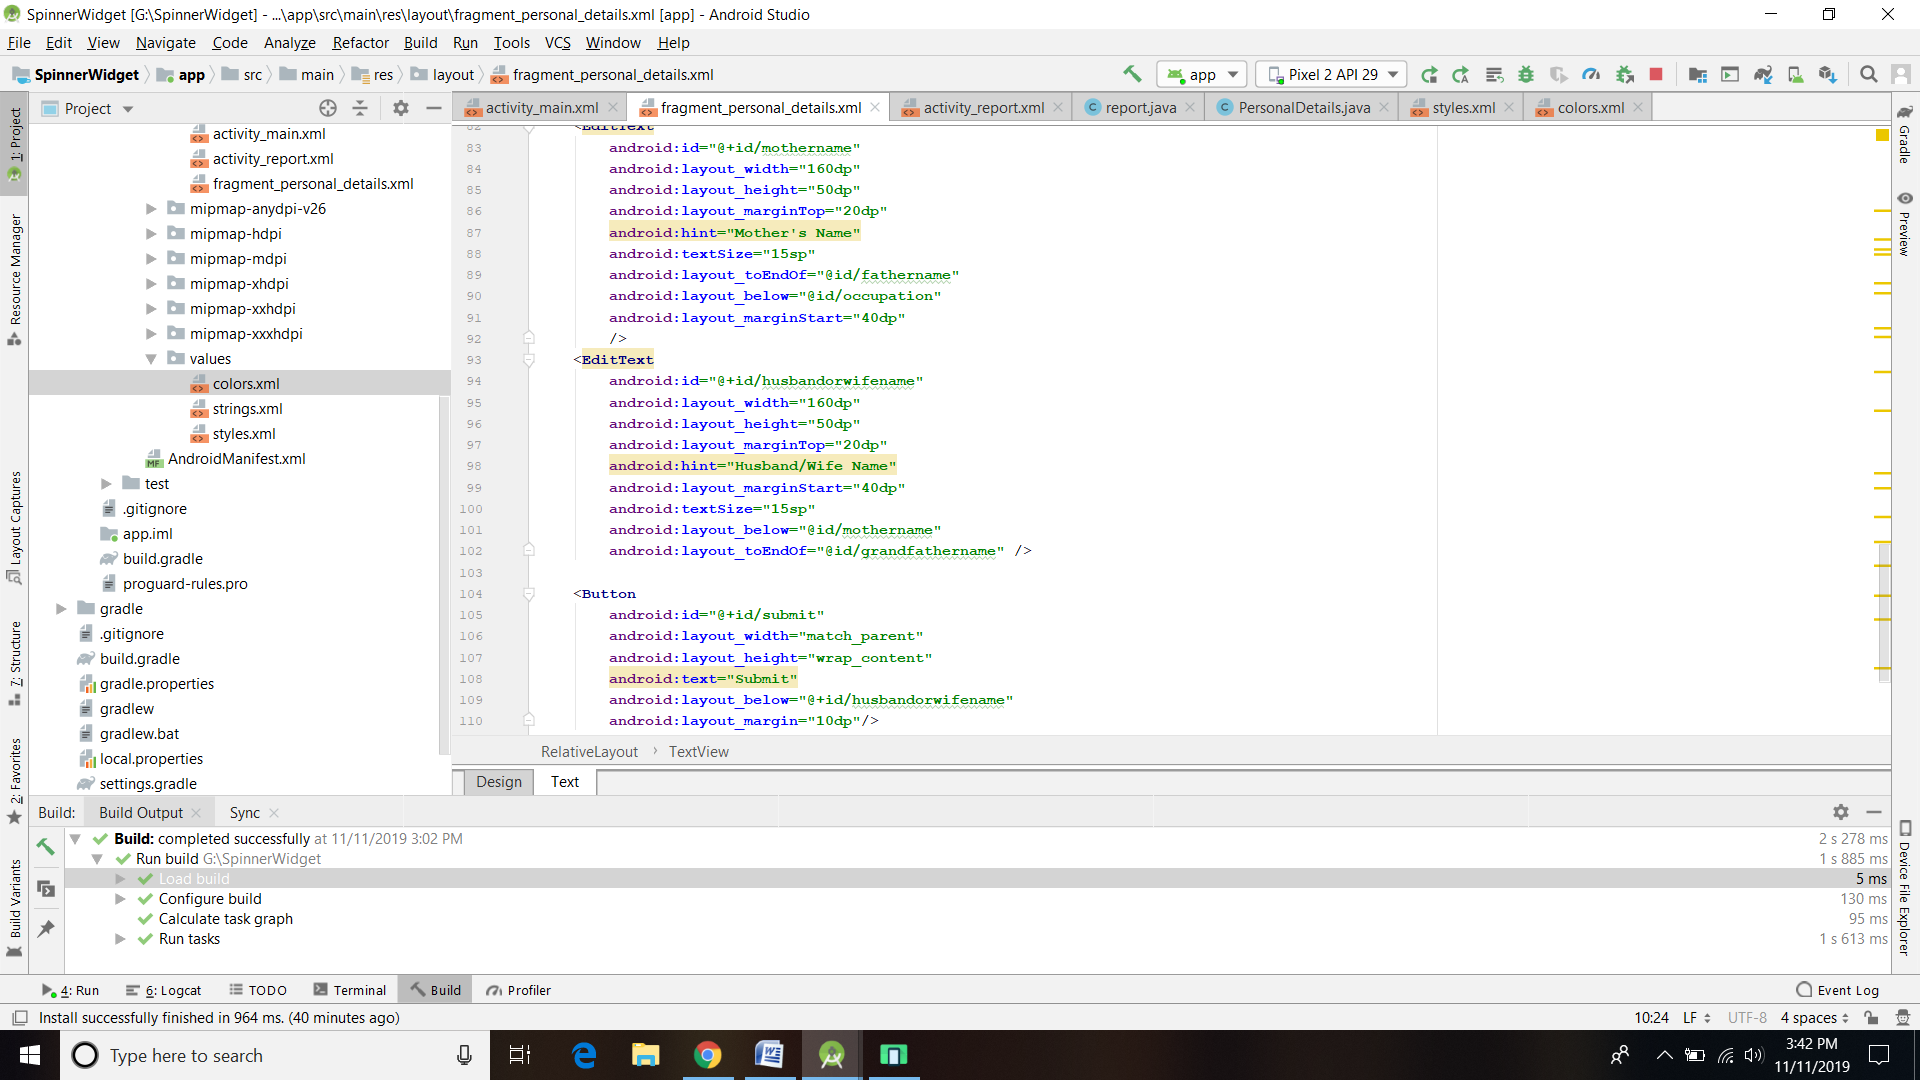 SpinnerWidget [G:\SpinnerWidget] - ...\app\src\main\res\layout\fragment_personal_details.xml [app] - Android Studio
File Edit View Navigate Code Analyze Refactor Build Run Tools VCS Window Help
SpinnerWidget app src main res layout fragment_personal_details.xml app Pixel 2 API 29
Project activity_main.xml fragment_personal_details.xml activity_report.xml report.java PersonalDetails.java styles.xml colors.xml
1: Project
Resource Manager
Layout Captures
7: Structure
2: Favorites
Build Variants
activity_main.xml
activity_report.xml
fragment_personal_details.xml
mipmap-anydpi-v26
mipmap-hdpi
mipmap-mdpi
mipmap-xhdpi
mipmap-xxhdpi
mipmap-xxxhdpi
values
colors.xml
strings.xml
styles.xml
AndroidManifest.xml
test
.gitignore
app.iml
build.gradle
proguard-rules.pro
gradle
.gitignore
build.gradle
gradle.properties
gradlew
gradlew.bat
local.properties
settings.gradle
82 <EditText
83 android:id="@+id/mothername"
84 android:layout_width="160dp"
85 android:layout_height="50dp"
86 android:layout_marginTop="20dp"
87 android:hint="Mother's Name"
88 android:textSize="15sp"
89 android:layout_toEndOf="@id/fathername"
90 android:layout_below="@id/occupation"
91 android:layout_marginStart="40dp"
92 />
93 <EditText
94 android:id="@+id/husbandorwifename"
95 android:layout_width="160dp"
96 android:layout_height="50dp"
97 android:layout_marginTop="20dp"
98 android:hint="Husband/Wife Name"
99 android:layout_marginStart="40dp"
100 android:textSize="15sp"
101 android:layout_below="@id/mothername"
102 android:layout_toEndOf="@id/grandfathername" />
103
104 <Button
105 android:id="@+id/submit"
106 android:layout_width="match_parent"
107 android:layout_height="wrap_content"
108 android:text="Submit"
109 android:layout_below="@+id/husbandorwifename"
110 android:layout_margin="10dp"/>
RelativeLayout › TextView
Design Text
Gradle
Preview
Device File Explorer
Build: Build Output Sync
Build: completed successfully at 11/11/2019 3:02 PM 2 s 278 ms
Run build G:\SpinnerWidget 1 s 885 ms
Load build 5 ms
Configure build 130 ms
Calculate task graph 95 ms
Run tasks 1 s 613 ms
4: Run 6: Logcat TODO Terminal Build Profiler Event Log
Install successfully finished in 964 ms. (40 minutes ago) 10:24 LF UTF-8 4 spaces
Type here to search
3:42 PM
11/11/2019